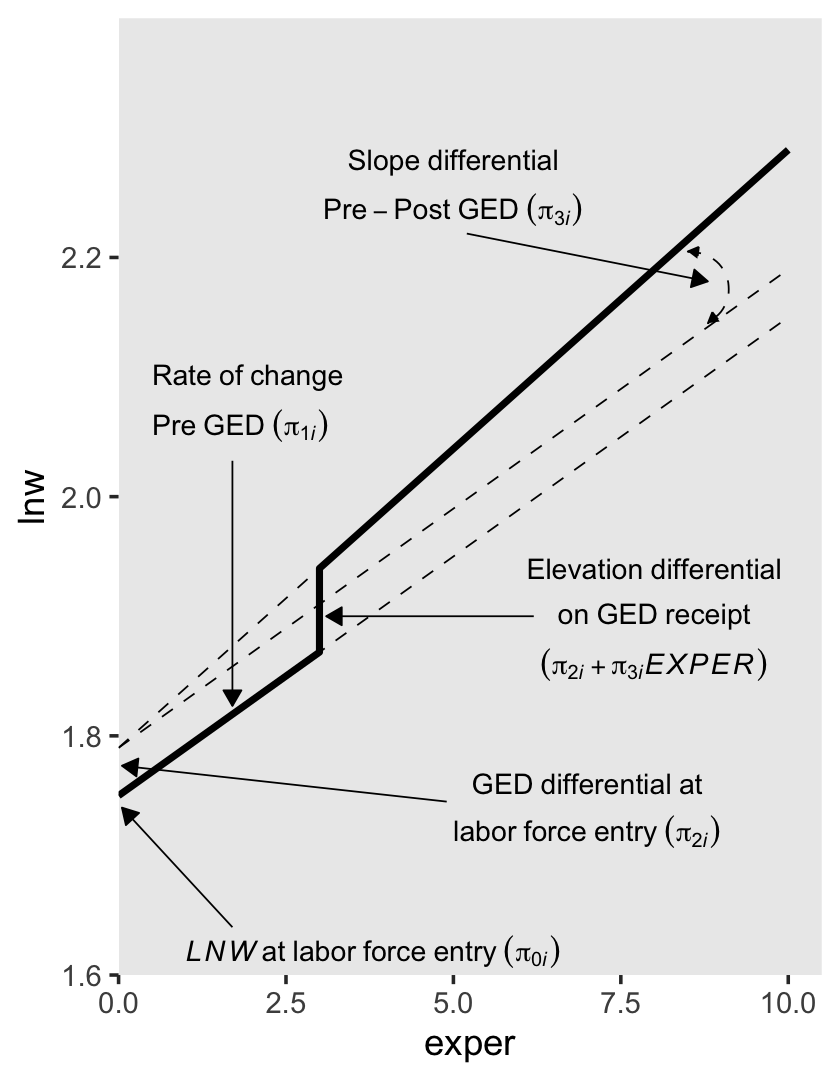 Slope differential
Pre – Post GED (π3i)
2.2
Rate of change
Pre GED (π1i)
2.0
lnw
Elevation differential
on GED receipt
(π2i + π3iEXPER)
1.8
GED differential at
labor force entry (π2i)
LNW at labor force entry (π0i)
1.6
0.0 2.5 5.0 7.5 10.0
exper